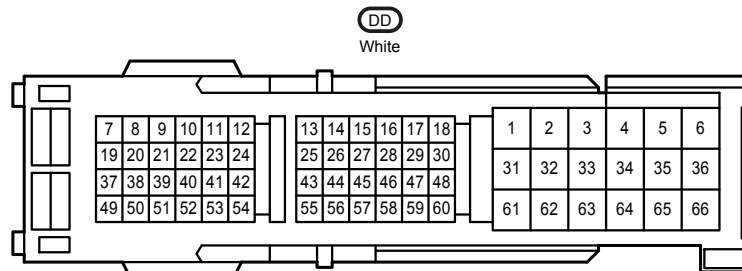 DD
White
7 8 9 10 11 12 13 14 15 16 17 18 1 2 3 4 5 6
19 20 21 22 23 24 25 26 27 28 29 30 31 32 33 34 35 36
37 38 39 40 41 42 43 44 45 46 47 48
49 50 51 52 53 54 55 56 57 58 59 60 61 62 63 64 65 66